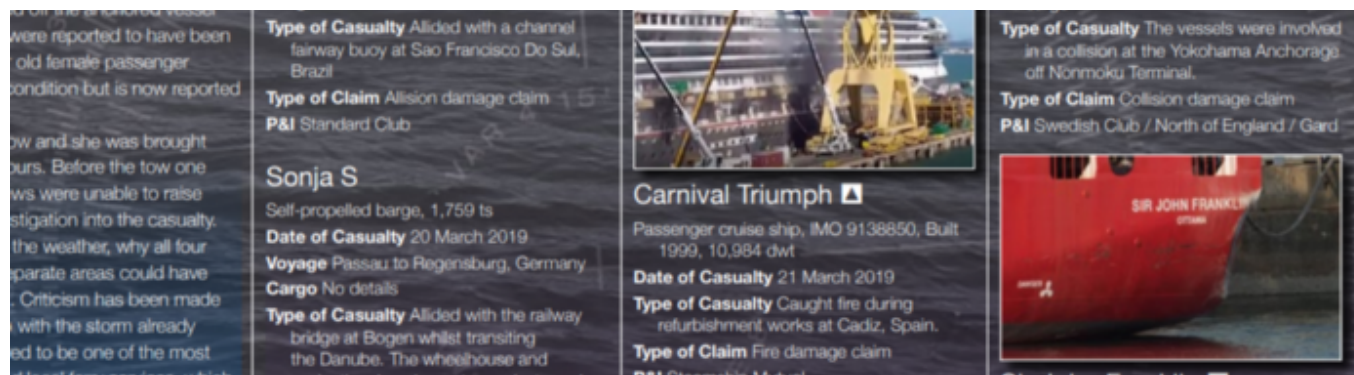 were reported to have been
old female passenger
condition but is now reported
ow and she was brought
ours. Before the tow one
ws were unable to raise
stigation into the casualty.
the weather, why all four
eparate areas could have
. Criticism has been made
with the storm already
ed to be one of the most
Type of Casualty Allided with a channel
fairway buoy at Sao Francisco Do Sul,
Brazil
Type of Claim Allision damage claim
P&I Standard Club
Sonja S
Self-propelled barge, 1,759 ts
Date of Casualty 20 March 2019
Voyage Passau to Regensburg, Germany
Cargo No details
Type of Casualty Allided with the railway
bridge at Bogen whilst transiting
the Danube. The wheelhouse and
Carnival Triumph
Passenger cruise ship, IMO 9138850, Built
1999, 10,984 dwt
Date of Casualty 21 March 2019
Type of Casualty Caught fire during
refurbishment works at Cadiz, Spain.
Type of Claim Fire damage claim
Type of Casualty The vessels were involved
in a collision at the Yokohama Anchorage
off Nonmoku Terminal.
Type of Claim Collision damage claim
P&I Swedish Club / North of England / Gard
SIR JOHN FRANKLIN
OTTAWA